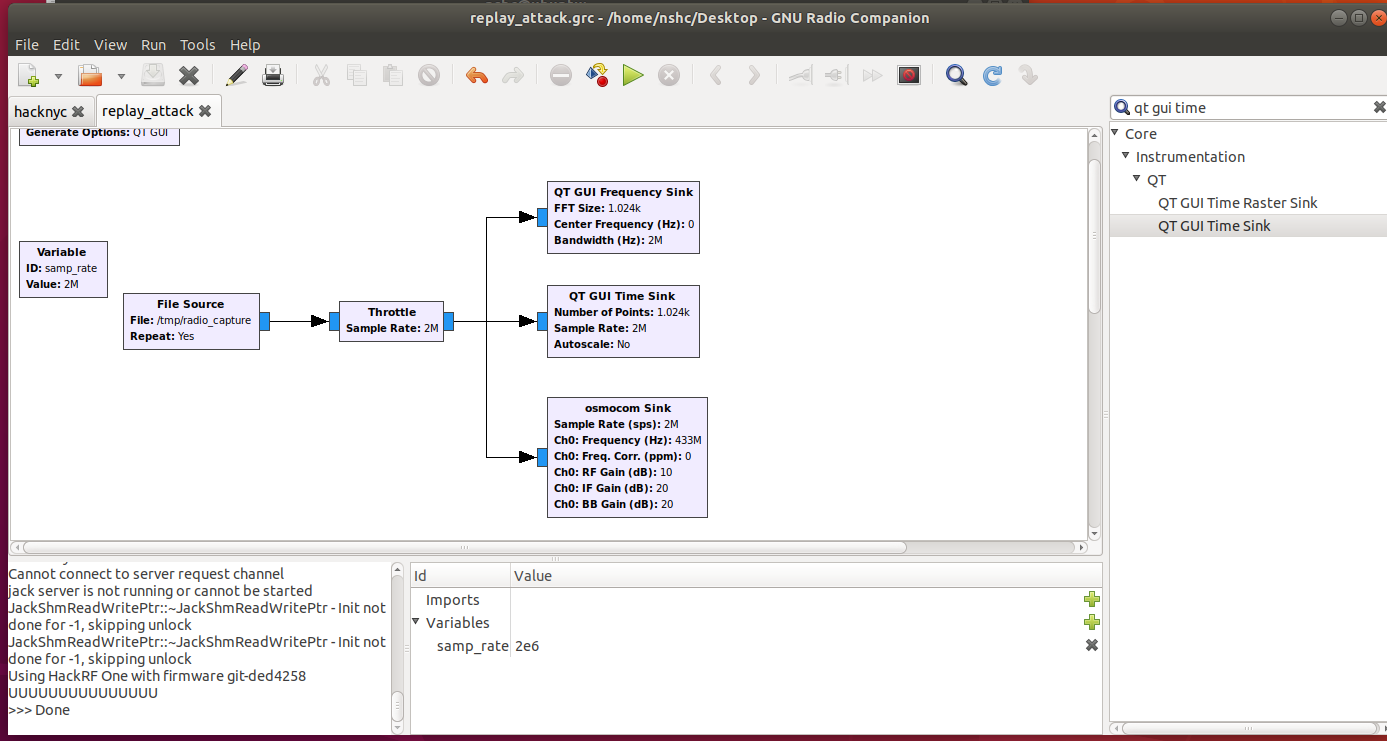 replay_attack.grc - /home/nshc/Desktop - GNU Radio Companion
File Edit View Run Tools Help
hacknyc replay_attack
Generate Options: QT GUI
Variable
ID: samp_rate
Value: 2M
File Source
File: /tmp/radio_capture
Repeat: Yes
Throttle
Sample Rate: 2M
QT GUI Frequency Sink
FFT Size: 1.024k
Center Frequency (Hz): 0
Bandwidth (Hz): 2M
QT GUI Time Sink
Number of Points: 1.024k
Sample Rate: 2M
Autoscale: No
osmocom Sink
Sample Rate (sps): 2M
Ch0: Frequency (Hz): 433M
Ch0: Freq. Corr. (ppm): 0
Ch0: RF Gain (dB): 10
Ch0: IF Gain (dB): 20
Ch0: BB Gain (dB): 20
qt gui time
Core
Instrumentation
QT
QT GUI Time Raster Sink
QT GUI Time Sink
Cannot connect to server request channel
jack server is not running or cannot be started
JackShmReadWritePtr::~JackShmReadWritePtr - Init not
done for -1, skipping unlock
JackShmReadWritePtr::~JackShmReadWritePtr - Init not
done for -1, skipping unlock
Using HackRF One with firmware git-ded4258
UUUUUUUUUUUUUUU
>>> Done
Id Value
Imports
Variables
samp_rate 2e6